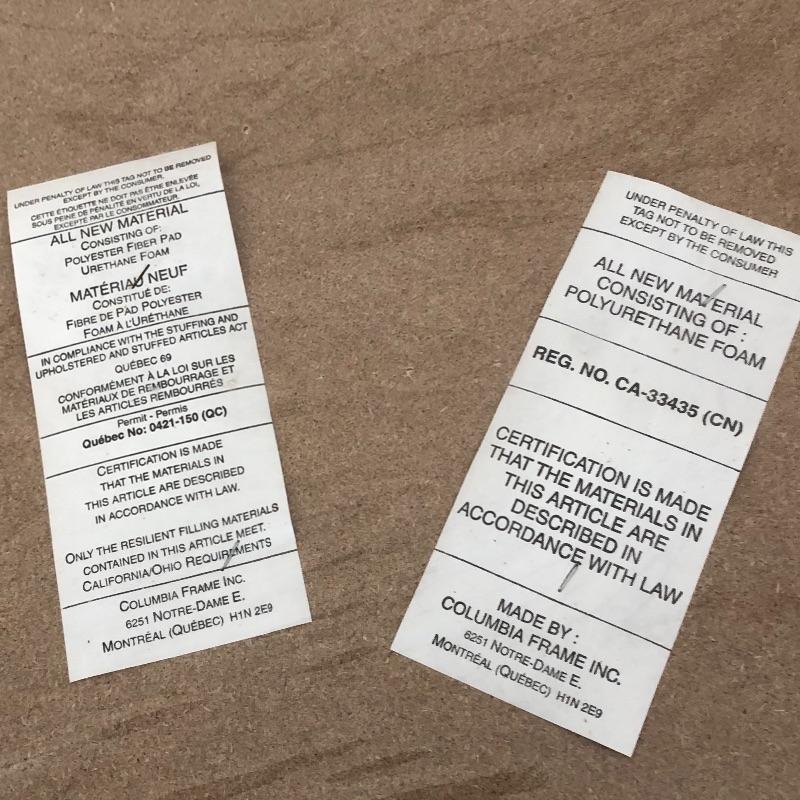 UNDER PENALTY OF LAW THIS TAG NOT TO BE REMOVED
EXCEPT BY THE CONSUMER.
CETTE ÉTIQUETTE NE DOIT PAS ÊTRE ENLEVÉE
SOUS PEINE DE PÉNALITÉ EN VERTU DE LA LOI,
EXCEPTÉ PAR LE CONSOMMATEUR.
ALL NEW MATERIAL
CONSISTING OF:
POLYESTER FIBER PAD
URETHANE FOAM
MATÉRIAU NEUF
CONSTITUÉ DE:
FIBRE DE PAD POLYESTER
FOAM À L'URÉTHANE
IN COMPLIANCE WITH THE STUFFING AND
UPHOLSTERED AND STUFFED ARTICLES ACT
QUÉBEC 69
CONFORMÉMENT À LA LOI SUR LES
MATÉRIAUX DE REMBOURRAGE ET
LES ARTICLES REMBOURRÉS
Permit - Permis
Québec No: 0421-150 (QC)
CERTIFICATION IS MADE
THAT THE MATERIALS IN
THIS ARTICLE ARE DESCRIBED
IN ACCORDANCE WITH LAW.
ONLY THE RESILIENT FILLING MATERIALS
CONTAINED IN THIS ARTICLE MEET.
CALIFORNIA/OHIO REQUIREMENTS
COLUMBIA FRAME INC.
6251 NOTRE-DAME E.
MONTRÉAL (QUÉBEC) H1N 2E9
UNDER PENALTY OF LAW THIS
TAG NOT TO BE REMOVED
EXCEPT BY THE CONSUMER
ALL NEW MATERIAL
CONSISTING OF :
POLYURETHANE FOAM
REG. NO. CA-33435 (CN)
CERTIFICATION IS MADE
THAT THE MATERIALS IN
THIS ARTICLE ARE
DESCRIBED IN
ACCORDANCE WITH LAW
MADE BY :
COLUMBIA FRAME INC.
6251 NOTRE-DAME E.
MONTRÉAL (QUÉBEC) H1N 2E9